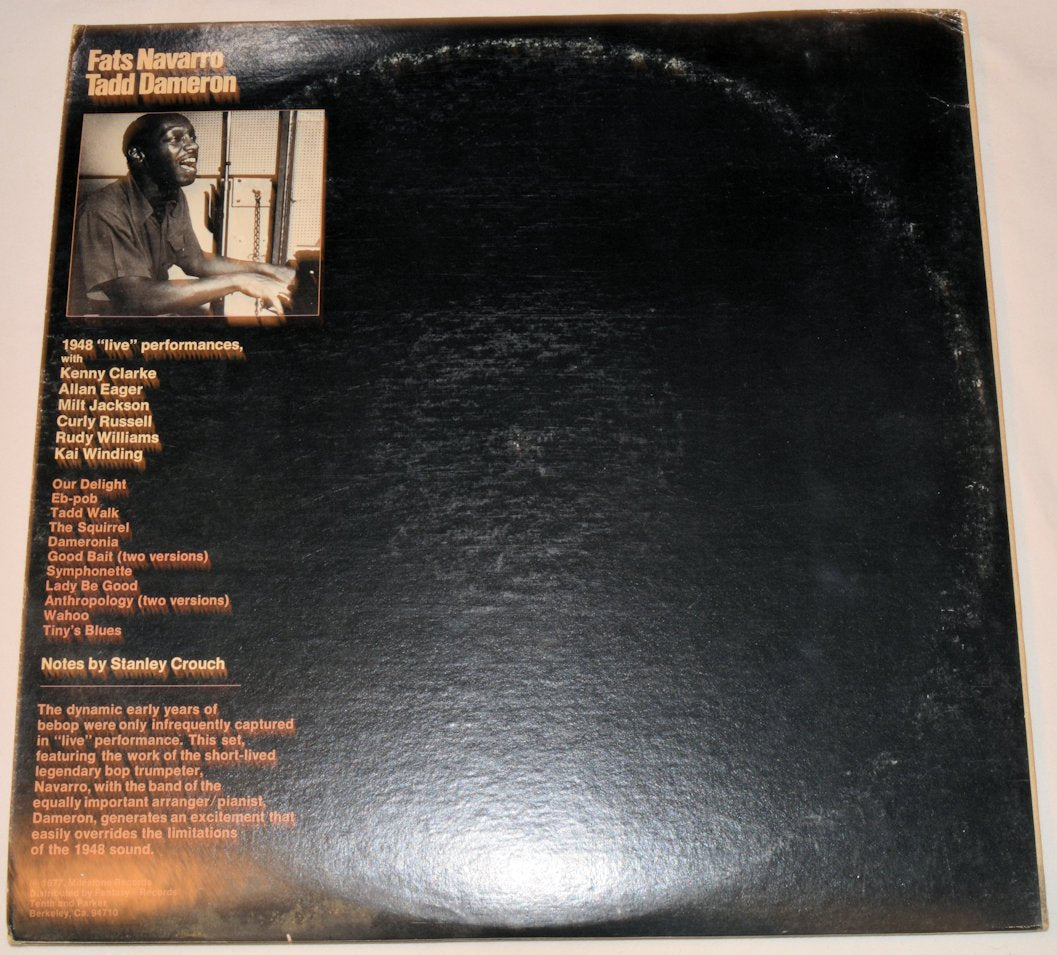 Fats Navarro
Tadd Dameron
1948 "live" performances,
with
Kenny Clarke
Allan Eager
Milt Jackson
Curly Russell
Rudy Williams
Kai Winding
Our Delight
Eb-pob
Tadd Walk
The Squirrel
Dameronia
Good Bait (two versions)
Symphonette
Lady Be Good
Anthropology (two versions)
Wahoo
Tiny's Blues
Notes by Stanley Crouch
The dynamic early years of
bebop were only infrequently captured
in "live" performance. This set,
featuring the work of the short-lived
legendary bop trumpeter,
Navarro, with the band of the
equally important arranger/pianist,
Dameron, generates an excitement that
easily overrides the limitations
of the 1948 sound.
1977, Milestone Records
Distributed by Fantasy Records
Tenth and Parker
Berkeley, Ca. 94710